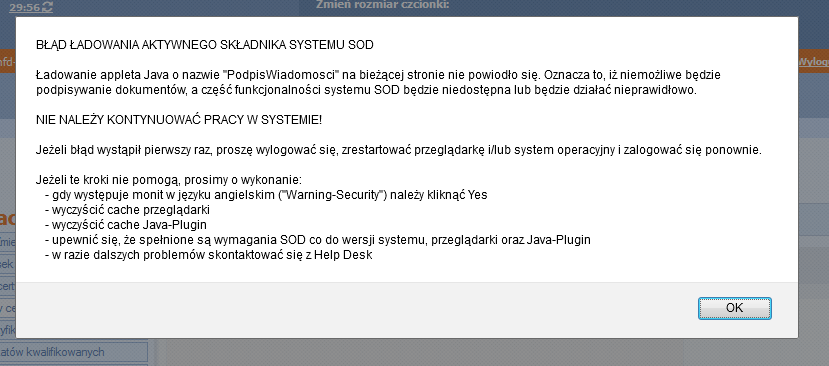 29:56
Zmień rozmiar czcionki:
BŁĄD ŁADOWANIA AKTYWNEGO SKŁADNIKA SYSTEMU SOD
Ładowanie appleta Java o nazwie "PodpisWiadomosci" na bieżącej stronie nie powiodło się. Oznacza to, iż niemożliwe będzie
podpisywanie dokumentów, a część funkcjonalności systemu SOD będzie niedostępna lub będzie działać nieprawidłowo.
NIE NALEŻY KONTYNUOWAĆ PRACY W SYSTEMIE!
Jeżeli błąd wystąpił pierwszy raz, proszę wylogować się, zrestartować przeglądarkę i/lub system operacyjny i zalogować się ponownie.
Jeżeli te kroki nie pomogą, prosimy o wykonanie:
- gdy występuje monit w języku angielskim ("Warning-Security") należy kliknąć Yes
- wyczyścić cache przeglądarki
- wyczyścić cache Java-Plugin
- upewnić się, że spełnione są wymagania SOD co do wersji systemu, przeglądarki oraz Java-Plugin
- w razie dalszych problemów skontaktować się z Help Desk
OK
atów kwalifikowanych